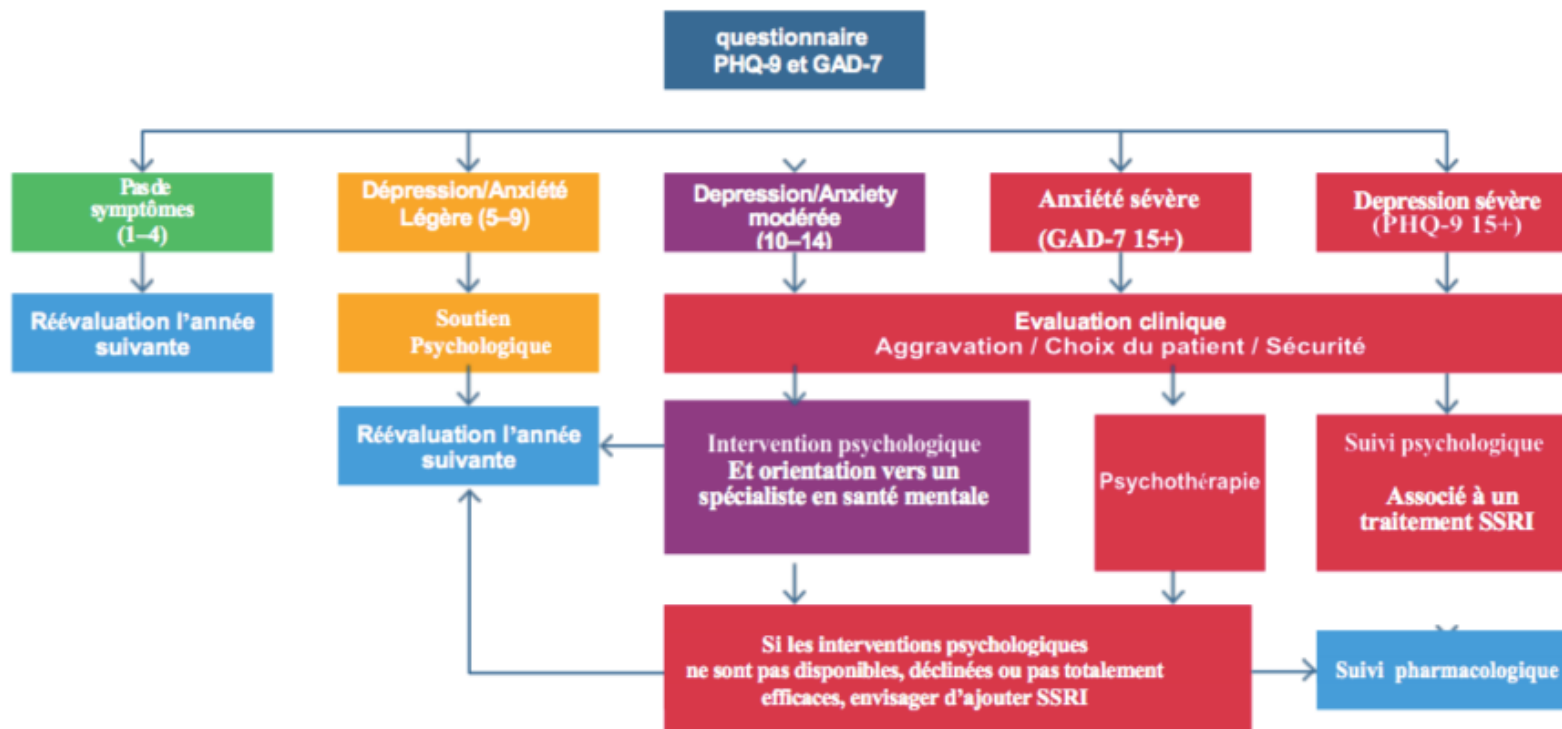 questionnaire
PHQ-9 et GAD-7
Pas de
symptômes
(1–4)
Dépression/Anxiété
Légère (5–9)
Depression/Anxiety
modérée
(10–14)
Anxiété sévère
(GAD-7 15+)
Depression sévère
(PHQ-9 15+)
Réévaluation l'année
suivante
Soutien
Psychologique
Evaluation clinique
Aggravation / Choix du patient / Sécurité
Réévaluation l'année
suivante
Intervention psychologique
Et orientation vers un
spécialiste en santé mentale
Psychothérapie
Suivi psychologique
Associé à un
traitement SSRI
Si les interventions psychologiques
ne sont pas disponibles, déclinées ou pas totalement
efficaces, envisager d'ajouter SSRI
Suivi pharmacologique